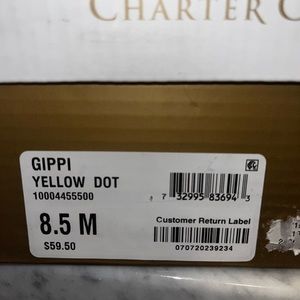 CHARTER C
GIPPI
YELLOW DOT
10004455500
8.5 M
$59.50
7 32995 83694 3
Customer Return Label
070720239234